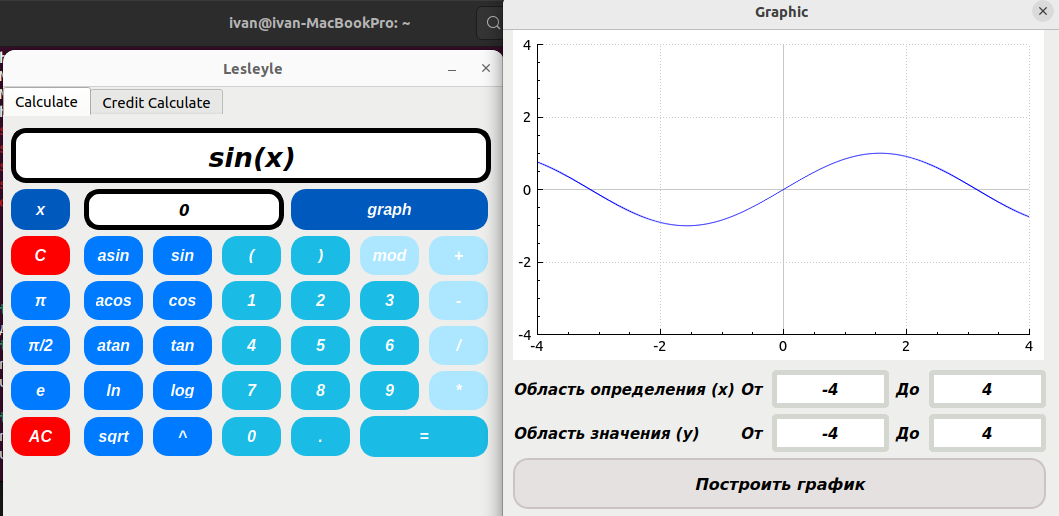 ivan@ivan-MacBookPro: ~
Lesleyle
Calculate Credit Calculate
sin(x)
x 0 graph
C asin sin ( ) mod +
π acos cos 1 2 3 -
π/2 atan tan 4 5 6 /
e ln log 7 8 9 *
AC sqrt ^ 0 . =
Graphic
4
2
0
-2
-4
-4 -2 0 2 4
Область определения (x) От -4 До 4
Область значения (y) От -4 До 4
Построить график